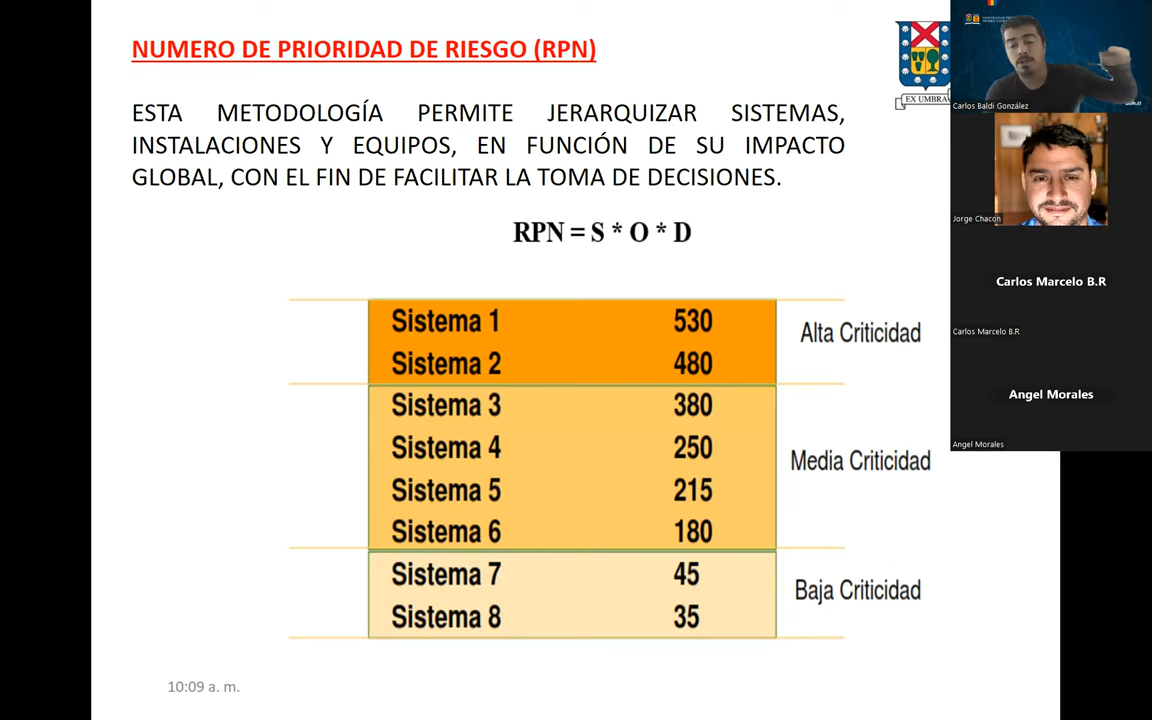 NUMERO DE PRIORIDAD DE RIESGO (RPN)
ESTA METODOLOGÍA PERMITE JERARQUIZAR SISTEMAS,
INSTALACIONES Y EQUIPOS, EN FUNCIÓN DE SU IMPACTO
GLOBAL, CON EL FIN DE FACILITAR LA TOMA DE DECISIONES.
RPN = S * O * D
Sistema 1 530
Sistema 2 480
Alta Criticidad
Sistema 3 380
Sistema 4 250
Sistema 5 215
Sistema 6 180
Media Criticidad
Sistema 7 45
Sistema 8 35
Baja Criticidad
10:09 a. m.
EX UMBRA
Carlos Baldi González
Jorge Chacon
Carlos Marcelo B.R
Carlos Marcelo B.R
Angel Morales
Angel Morales